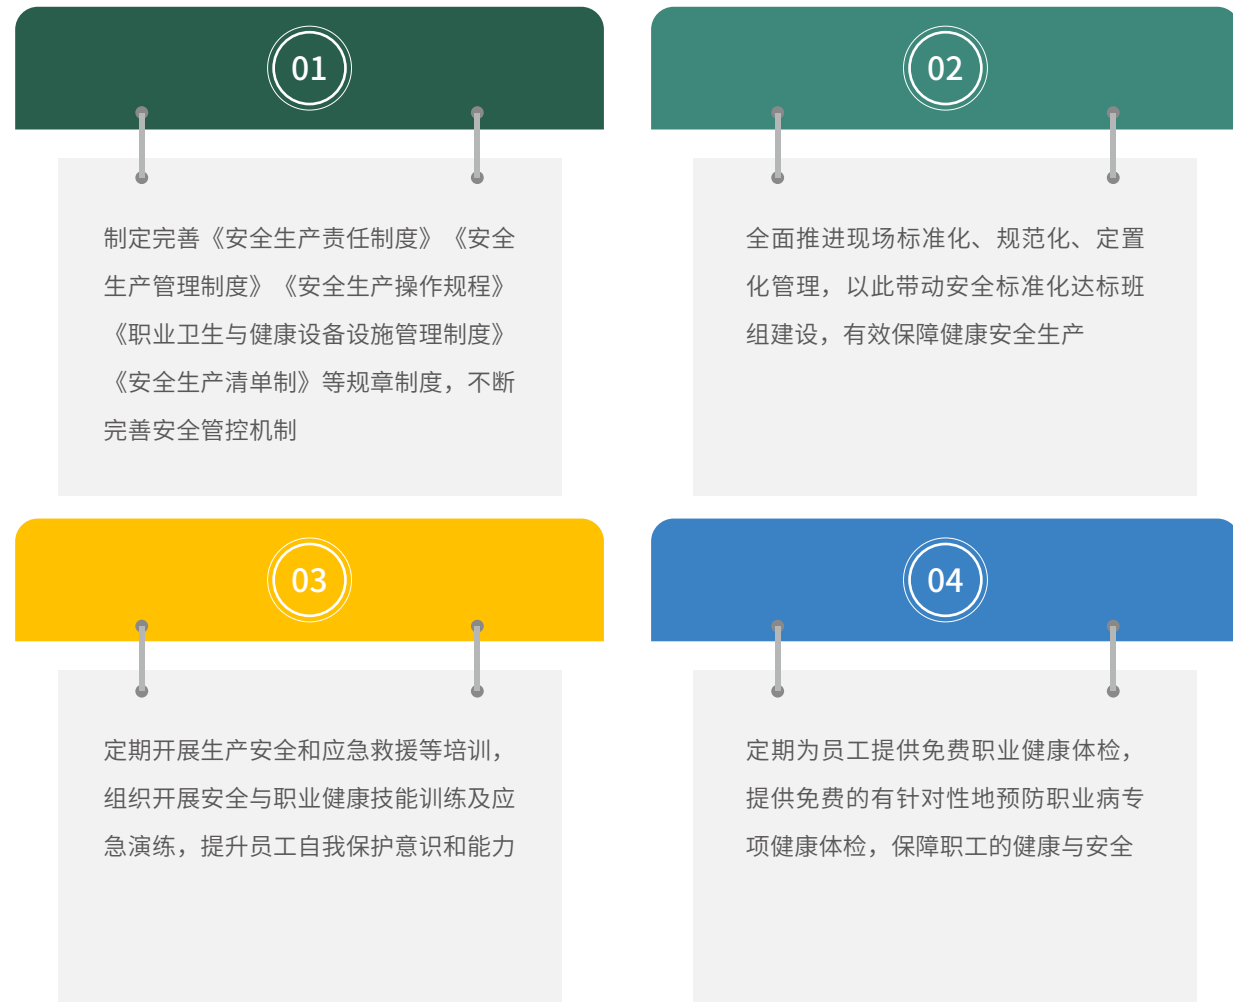 01
制定完善《安全生产责任制度》《安全
生产管理制度》《安全生产操作规程》
《职业卫生与健康设备设施管理制度》
《安全生产清单制》等规章制度，不断
完善安全管控机制
02
全面推进现场标准化、规范化、定置
化管理，以此带动安全标准化达标班
组建设，有效保障健康安全生产
03
定期开展生产安全和应急救援等培训，
组织开展安全与职业健康技能训练及应
急演练，提升员工自我保护意识和能力
04
定期为员工提供免费职业健康体检，
提供免费的有针对性地预防职业病专
项健康体检，保障职工的健康与安全